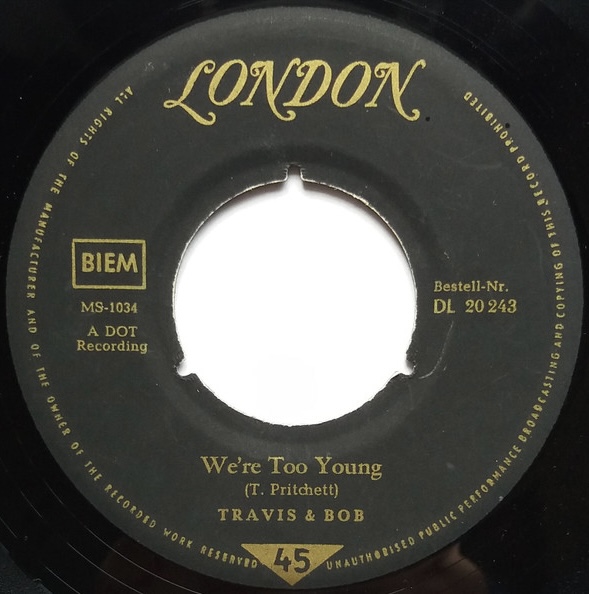 LONDON
ALL RIGHTS OF THE MANUFACTURER AND OF THE OWNER OF THE RECORDED WORK RESERVED
UNAUTHORISED PUBLIC PERFORMANCE BROADCASTING AND COPYING OF THIS RECORD PROHIBITED
BIEM
MS-1034
A DOT
Recording
Bestell-Nr.
DL 20 243
We're Too Young
(T. Pritchett)
TRAVIS & BOB
45